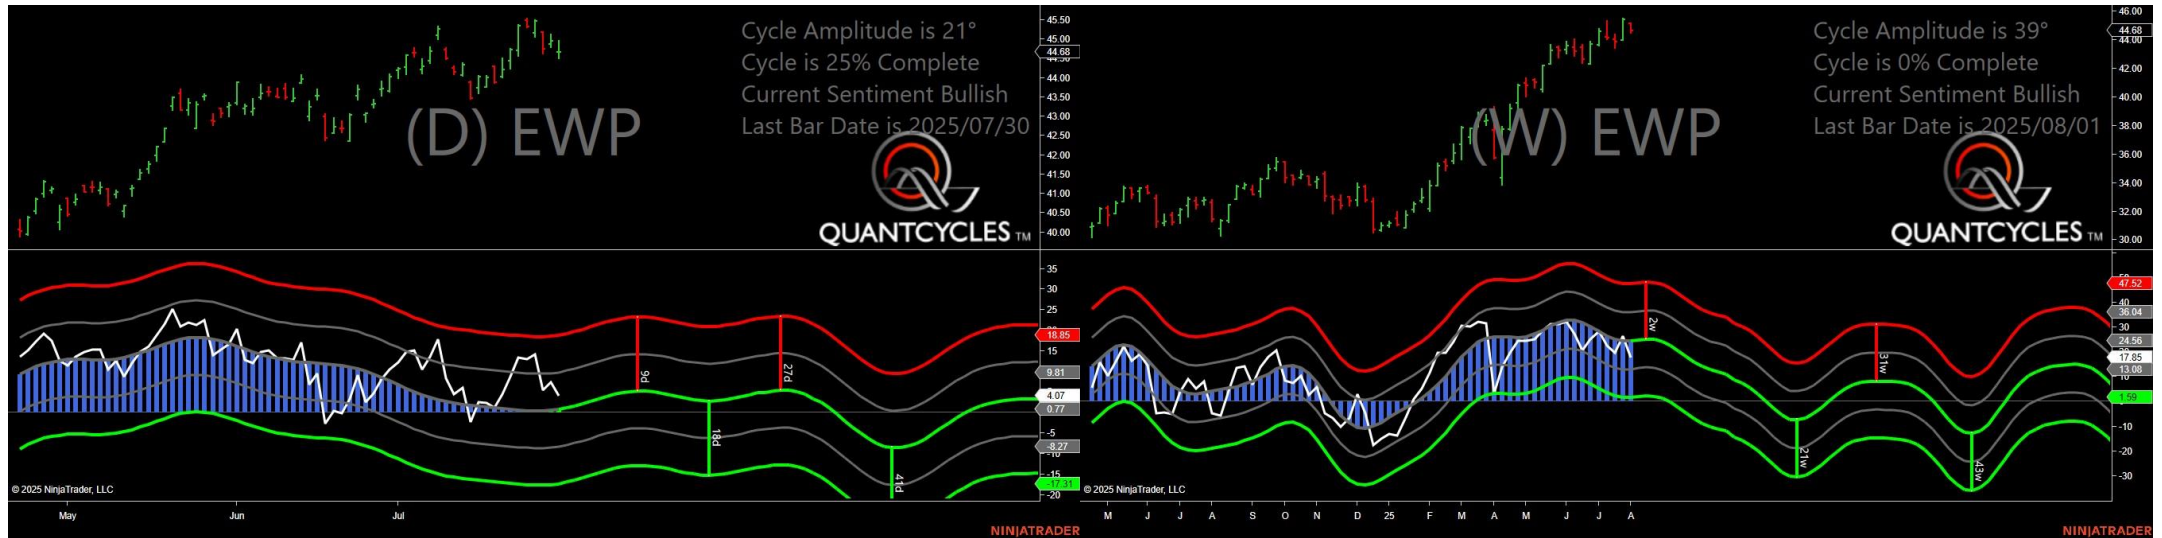 Cycle Amplitude is 21°
Cycle is 25% Complete
Current Sentiment Bullish
Last Bar Date is 2025/07/30
(D) EWP
QUANTCYCLES TM
45.50
45.00
44.68
44.50
44.00
43.50
43.00
42.50
42.00
41.50
41.00
40.50
40.00
35
30
25
18.85
15
9.81
4.07
0.77
-5
-8.27
-10
-15
-17.31
-20
9d
18d
27d
41d
© 2025 NinjaTrader, LLC
May
Jun
Jul
NINJATRADER
Cycle Amplitude is 39°
Cycle is 0% Complete
Current Sentiment Bullish
Last Bar Date is 2025/08/01
(W) EWP
QUANTCYCLES TM
46.00
44.68
44.00
42.00
40.00
38.00
36.00
34.00
32.00
30.00
47.52
40
36.04
30
24.56
17.85
13.08
1.59
-10
-20
-30
2w
21w
31w
43w
© 2025 NinjaTrader, LLC
M
J
J
A
S
O
N
D
25
F
M
A
M
J
J
A
NINJATRADER